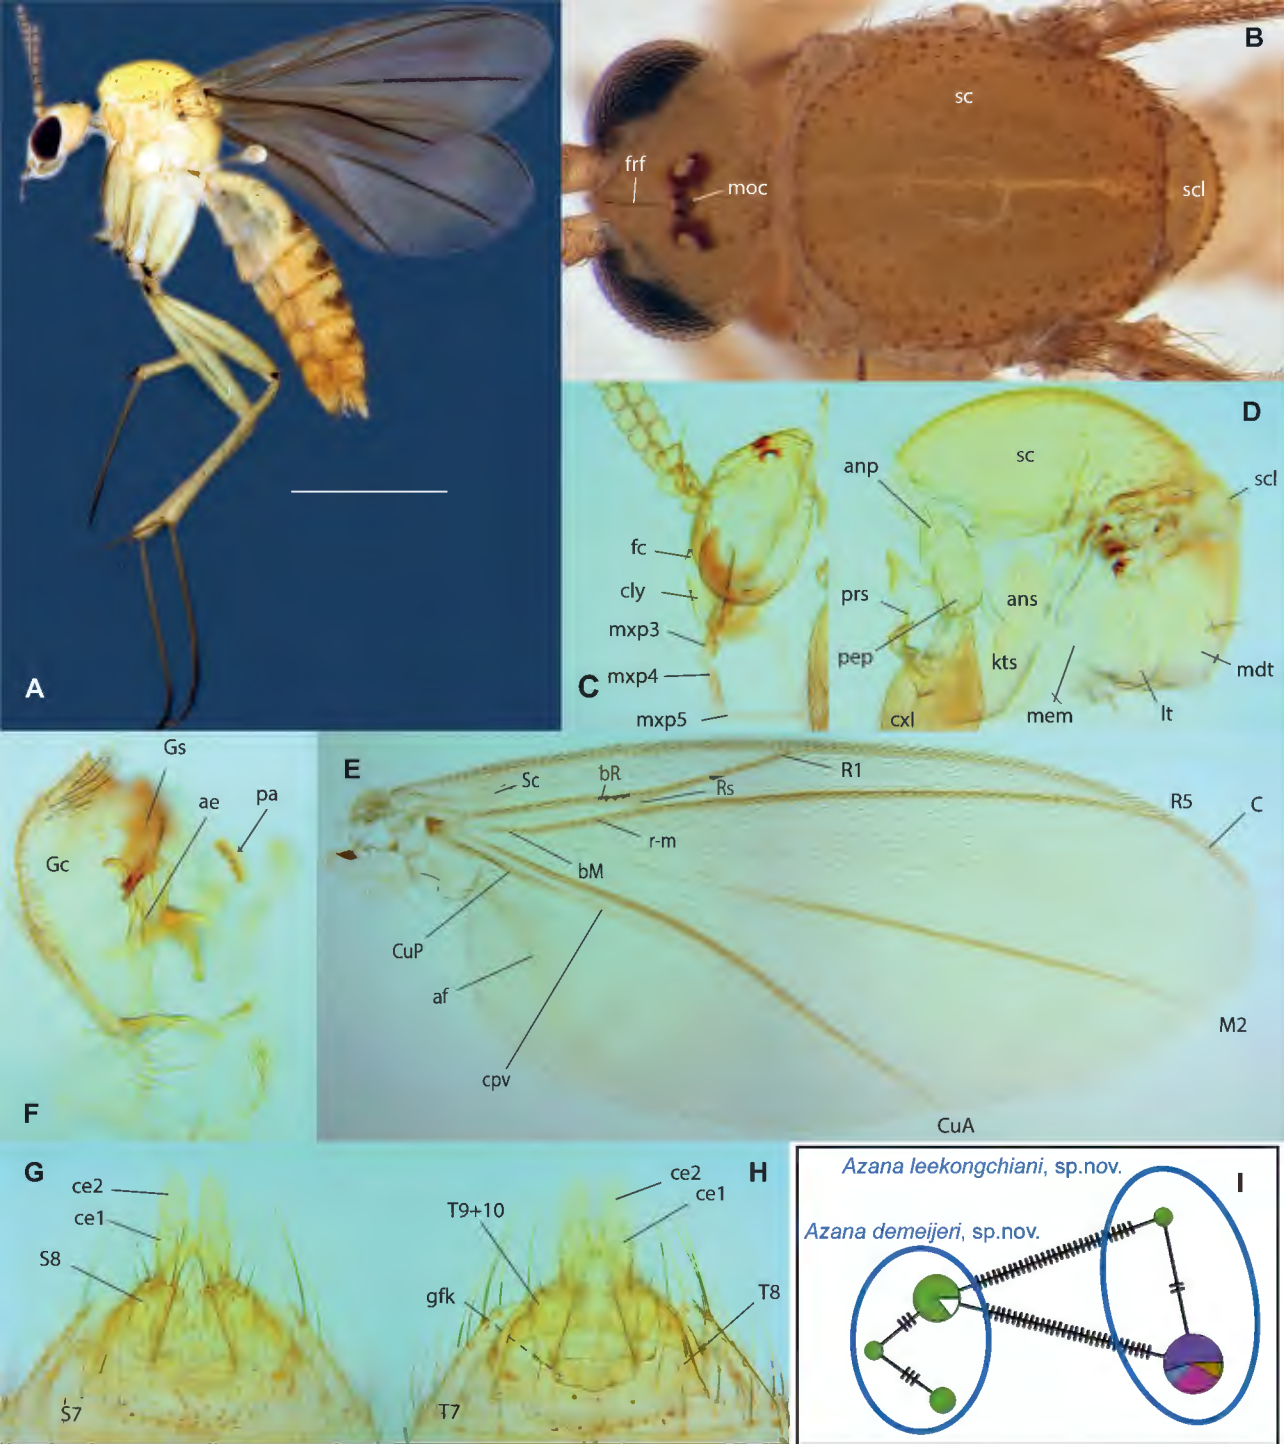 A
B
sc
frf
moc
scl
C
fc
cly
mxp3
mxp4
mxp5
D
sc
anp
scl
prs
ans
pep
kts
mdt
cxl
mem
lt
E
Sc
bR
Rs
R1
R5
C
r-m
bM
CuP
af
M2
cpv
CuA
Gs
ae
pa
Gc
F
G
ce2
ce1
S8
S7
H
ce2
ce1
T9+10
gfk
T8
T7
Azana leekongchiani, sp.nov.
I
Azana demeijeri, sp.nov.